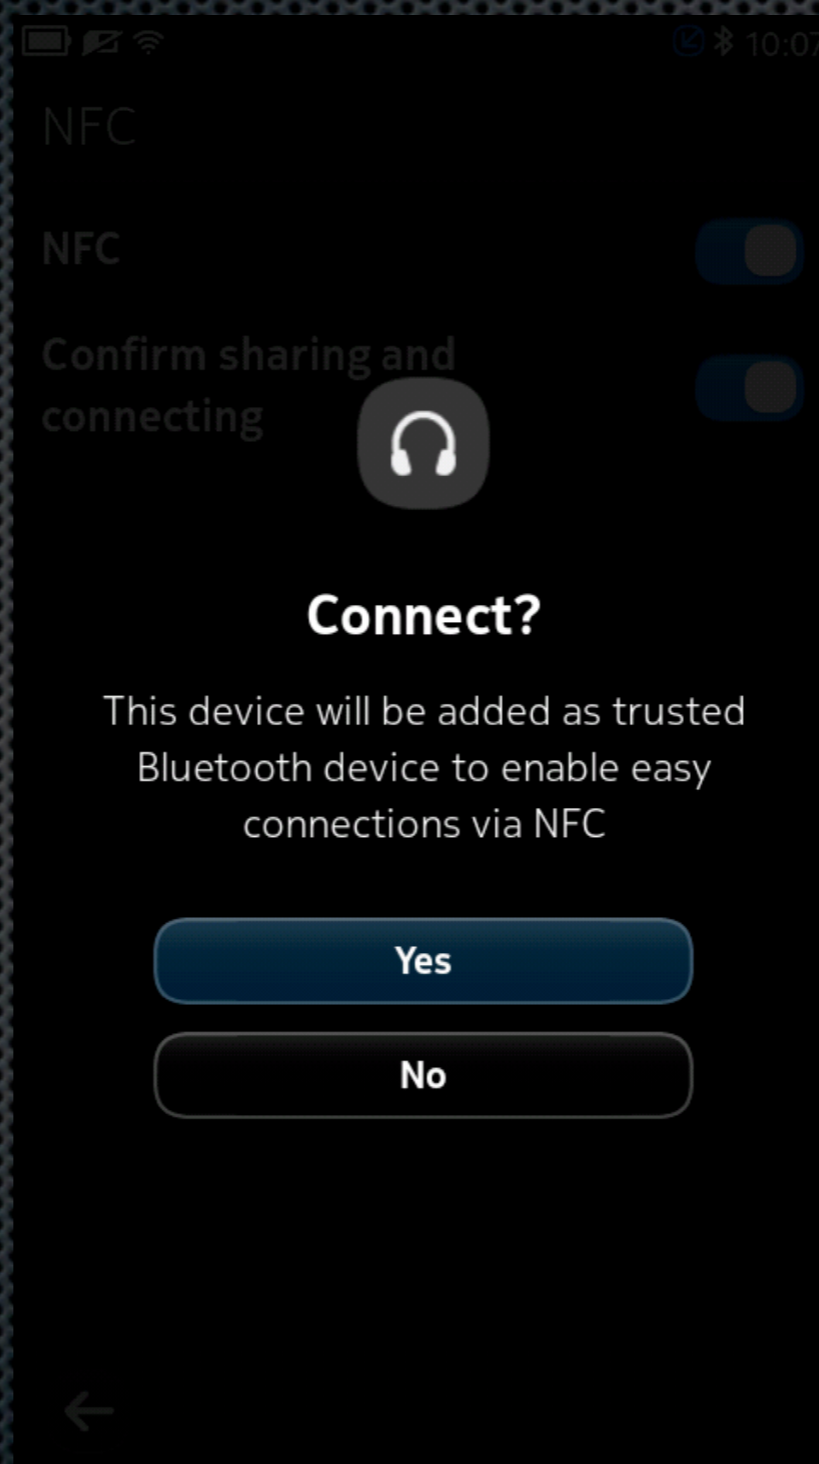 10:07
NFC
NFC
Confirm sharing and
connecting
Connect?
This device will be added as trusted
Bluetooth device to enable easy
connections via NFC
Yes
No